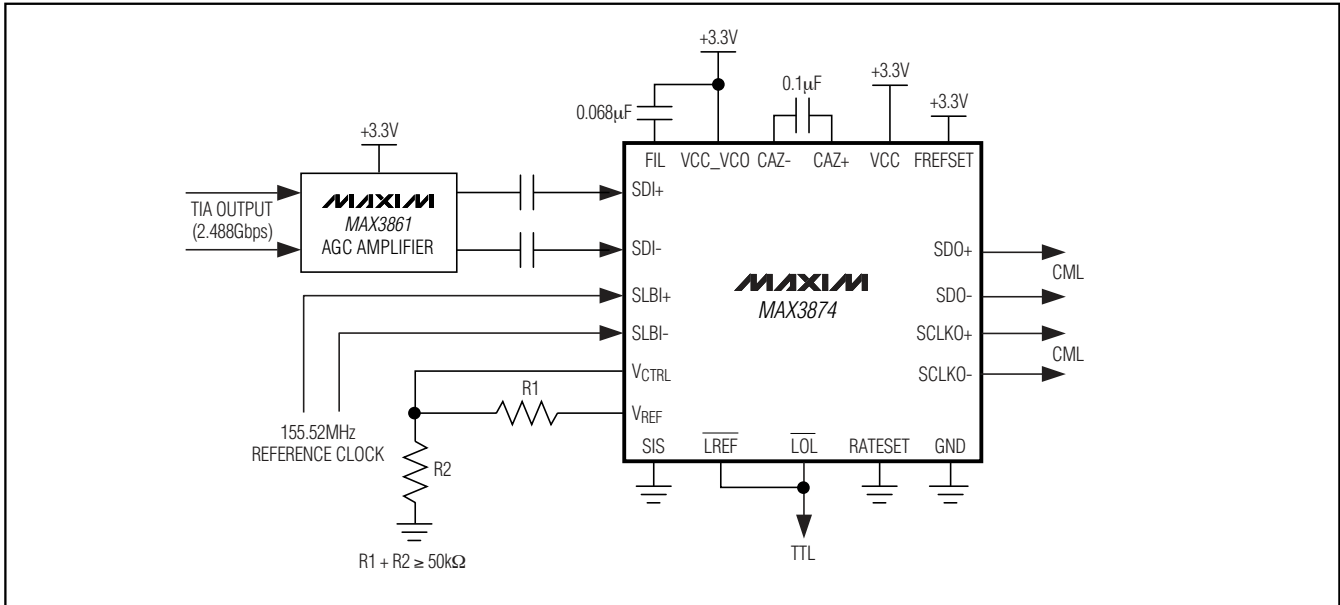 +3.3V
+3.3V
0.1µF
+3.3V
0.068µF
+3.3V
FIL VCC_VCO CAZ- CAZ+ VCC FREFSET
TIA OUTPUT
(2.488Gbps)
MAXIM
MAX3861
AGC AMPLIFIER
SDI+
SDI-
SLBI+
SLBI-
VCTRL
VREF
MAXIM
MAX3874
SDO+
CML
SDO-
SCLKO+
CML
SCLKO-
R1
155.52MHz
REFERENCE CLOCK
R2
SIS LREF LOL RATESET GND
TTL
R1 + R2 ≥ 50kΩ